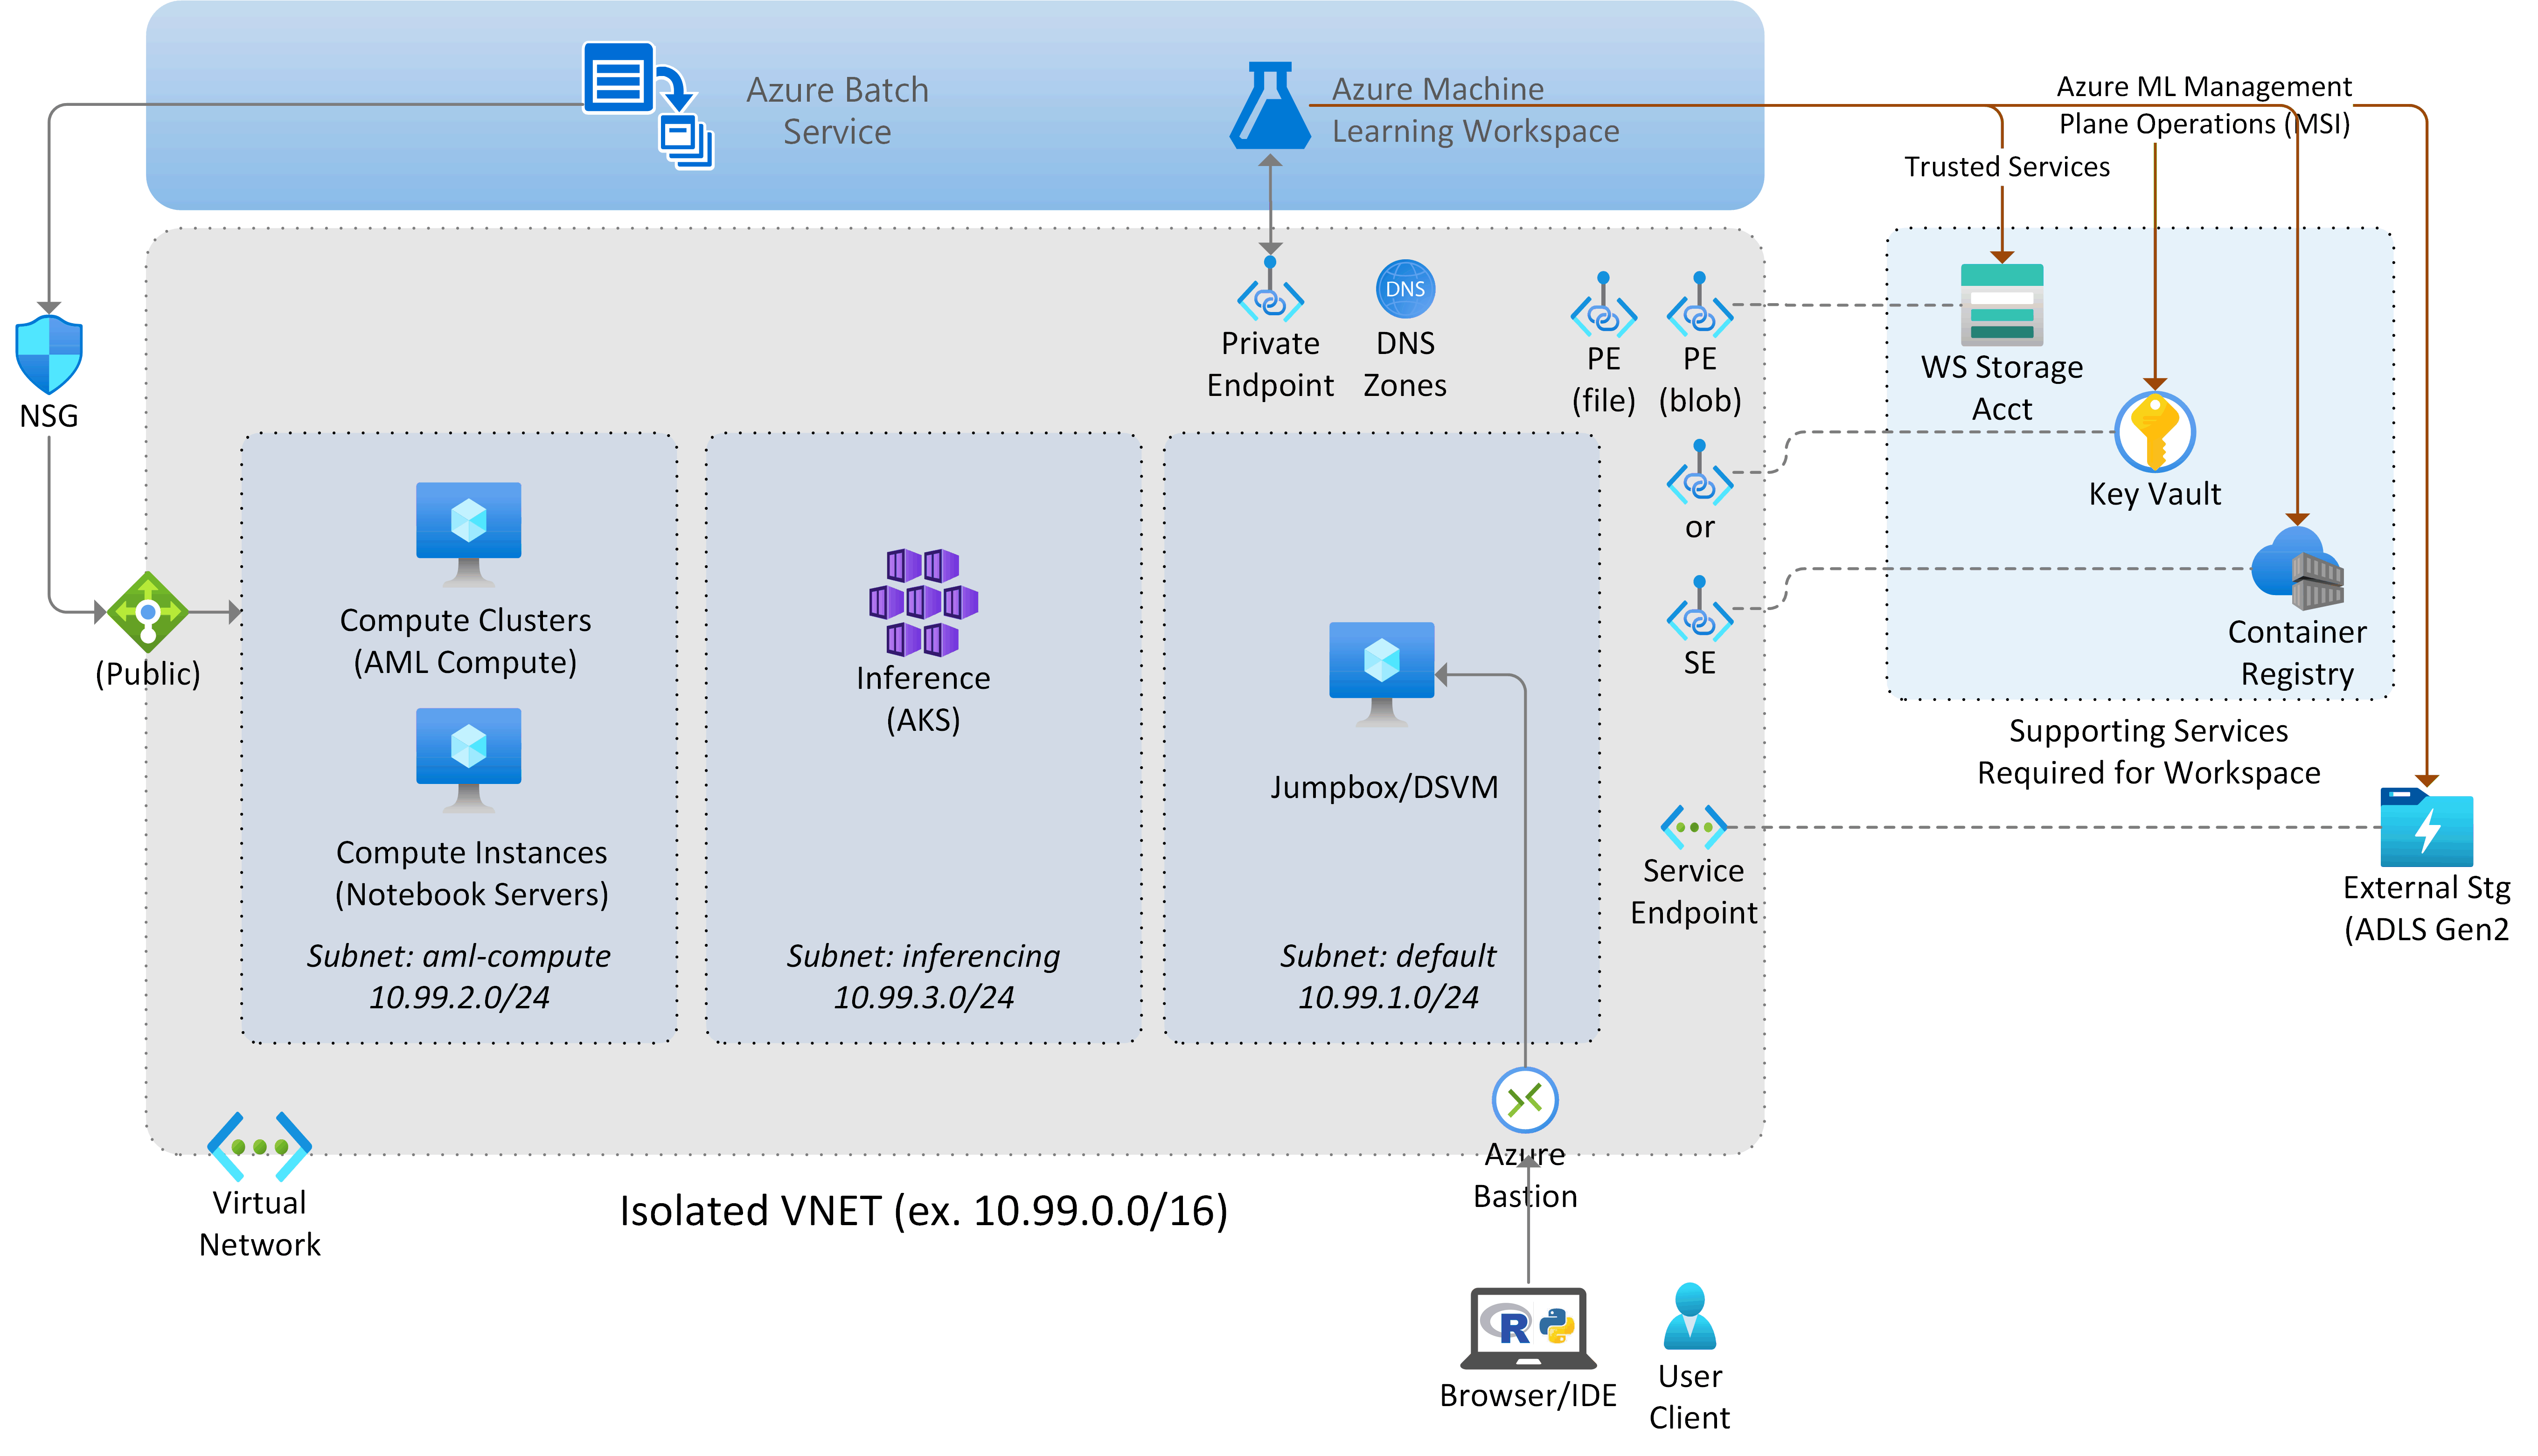 Azure Batch
Service
Azure Machine
Learning Workspace
Azure ML Management
Plane Operations (MSI)
Trusted Services
NSG
Private
Endpoint
DNS
DNS
Zones
PE
(file)
PE
(blob)
WS Storage
Acct
Key Vault
or
Container
Registry
SE
(Public)
Compute Clusters
(AML Compute)
Inference
(AKS)
Jumpbox/DSVM
Supporting Services
Required for Workspace
Compute Instances
(Notebook Servers)
Service
Endpoint
External Stg
(ADLS Gen2
Subnet: aml-compute
10.99.2.0/24
Subnet: inferencing
10.99.3.0/24
Subnet: default
10.99.1.0/24
Azure
Bastion
Virtual
Network
Isolated VNET (ex. 10.99.0.0/16)
R
Browser/IDE
User
Client